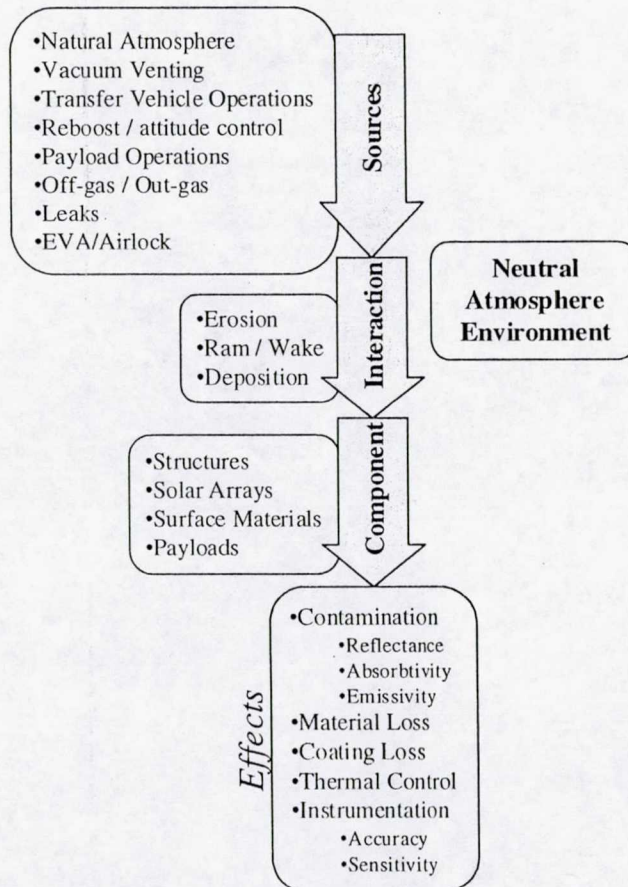 •Natural Atmosphere
•Vacuum Venting
•Transfer Vehicle Operations
•Reboost / attitude control
•Payload Operations
•Off-gas / Out-gas
•Leaks
•EVA/Airlock
Sources
Neutral
Atmosphere
Environment
•Erosion
•Ram / Wake
•Deposition
Interaction
•Structures
•Solar Arrays
•Surface Materials
•Payloads
Component
Effects
•Contamination
•Reflectance
•Absorbtivity
•Emissivity
•Material Loss
•Coating Loss
•Thermal Control
•Instrumentation
•Accuracy
•Sensitivity